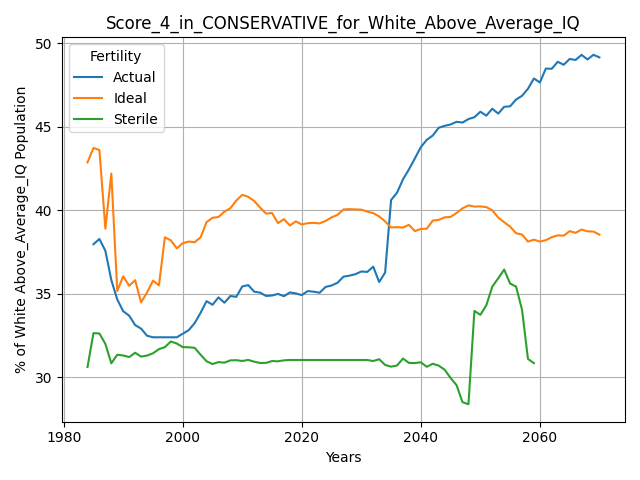 Score_4_in_CONSERVATIVE_for_White_Above_Average_IQ
Fertility
Actual
Ideal
Sterile
% of White Above_Average_IQ Population
50
45
40
35
30
1980
2000
2020
2040
2060
Years